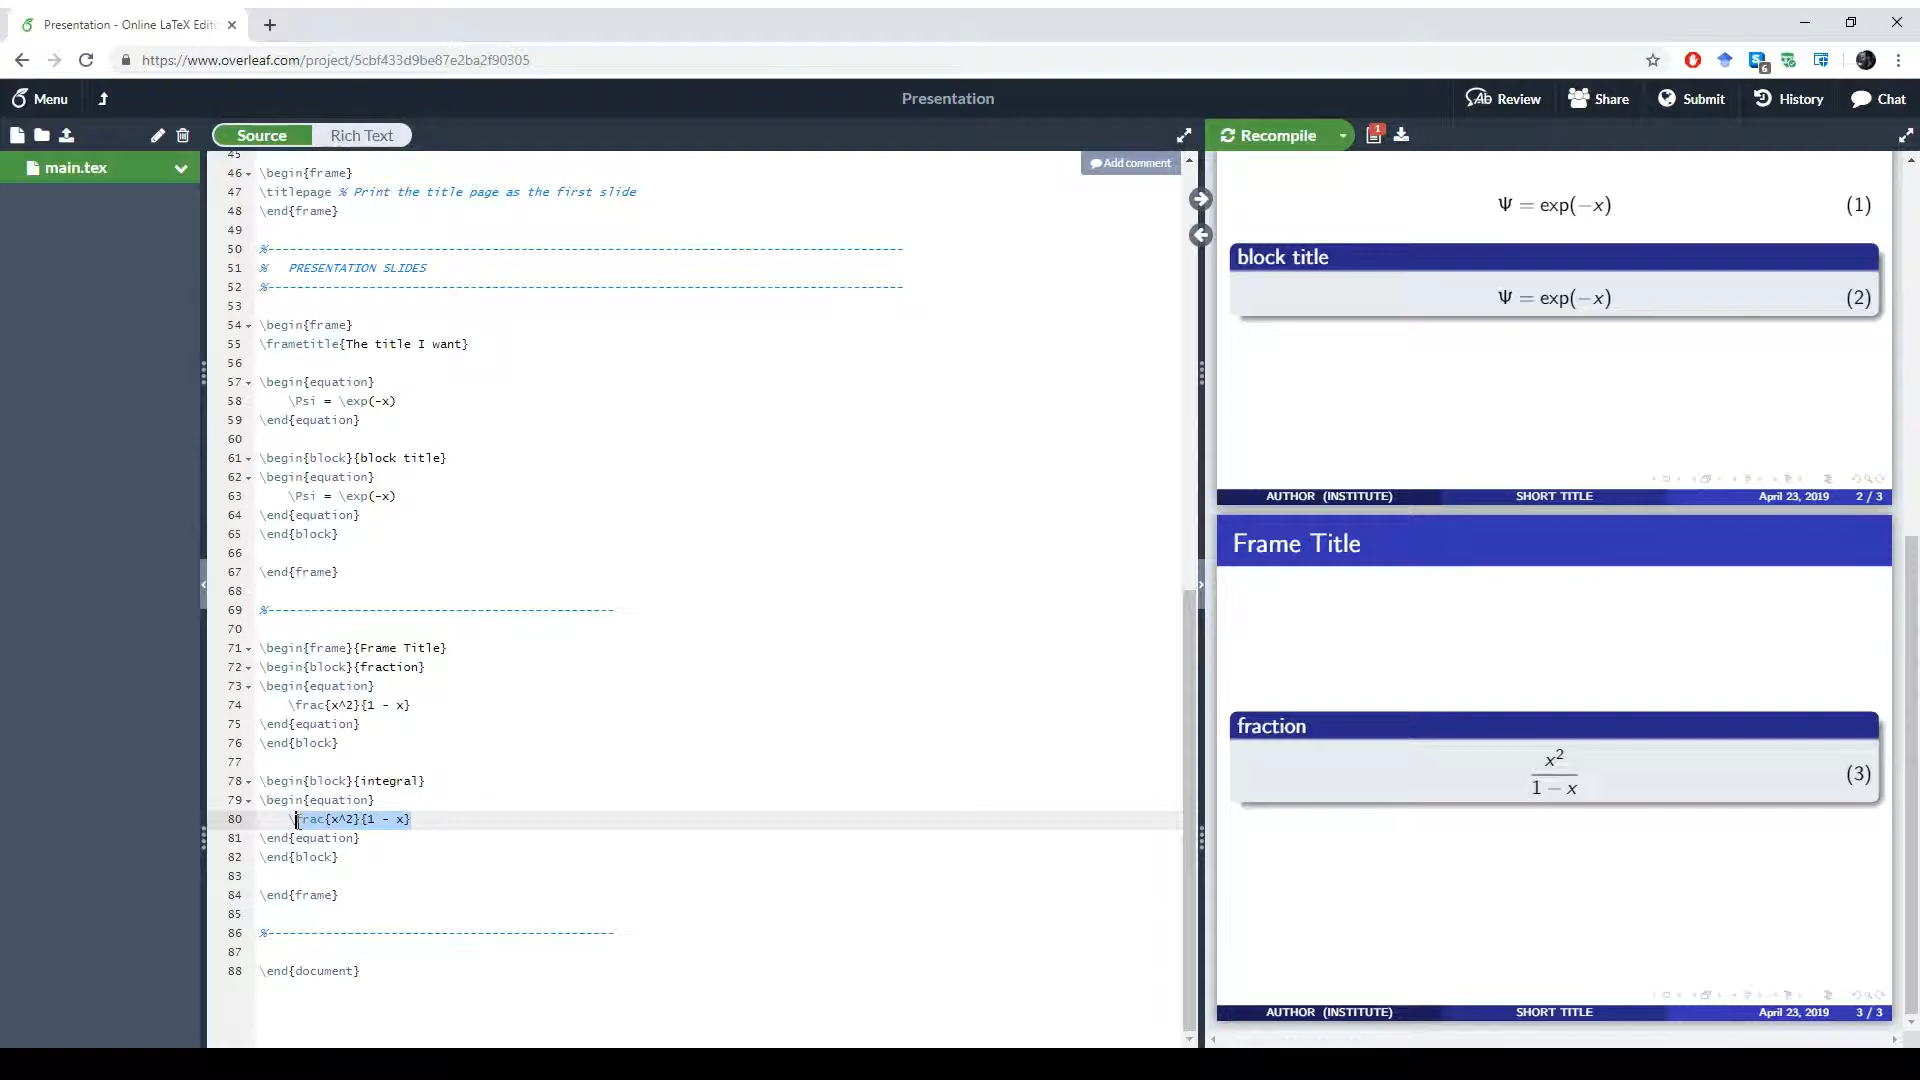 Presentation - Online LaTeX Edit
https://www.overleaf.com/project/5cbf433d9be87e2ba2f90305
6
Menu
Presentation
Review
Share
Submit
History
Chat
Source
Rich Text
Recompile
1
main.tex
Add comment
45
46 \begin{frame}
47 \titlepage % Print the title page as the first slide
48 \end{frame}
49
50 %----------------------------------------------------------------------------------------
51 % PRESENTATION SLIDES
52 %----------------------------------------------------------------------------------------
53
54 \begin{frame}
55 \frametitle{The title I want}
56
57 \begin{equation}
58 \Psi = \exp(-x)
59 \end{equation}
60
61 \begin{block}{block title}
62 \begin{equation}
63 \Psi = \exp(-x)
64 \end{equation}
65 \end{block}
66
67 \end{frame}
68
69 %------------------------------------------------
70
71 \begin{frame}{Frame Title}
72 \begin{block}{fraction}
73 \begin{equation}
74 \frac{x^2}{1 - x}
75 \end{equation}
76 \end{block}
77
78 \begin{block}{integral}
79 \begin{equation}
80 \frac{x^2}{1 - x}
81 \end{equation}
82 \end{block}
83
84 \end{frame}
85
86 %------------------------------------------------
87
88 \end{document}
Ψ = exp(−x) (1)
block title
Ψ = exp(−x) (2)
AUTHOR (INSTITUTE) SHORT TITLE April 23, 2019 2 / 3
Frame Title
fraction
x²
1 − x
(3)
AUTHOR (INSTITUTE) SHORT TITLE April 23, 2019 3 / 3